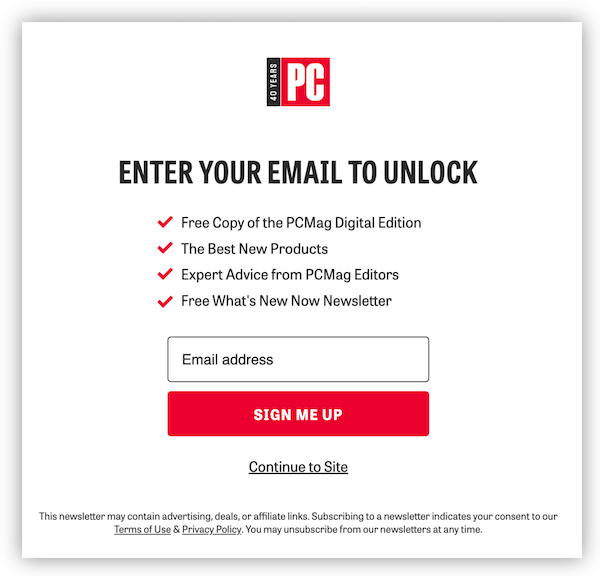 40 YEARS
PC
ENTER YOUR EMAIL TO UNLOCK
Free Copy of the PCMag Digital Edition
The Best New Products
Expert Advice from PCMag Editors
Free What's New Now Newsletter
Email address
SIGN ME UP
Continue to Site
This newsletter may contain advertising, deals, or affiliate links. Subscribing to a newsletter indicates your consent to our
Terms of Use & Privacy Policy. You may unsubscribe from our newsletters at any time.